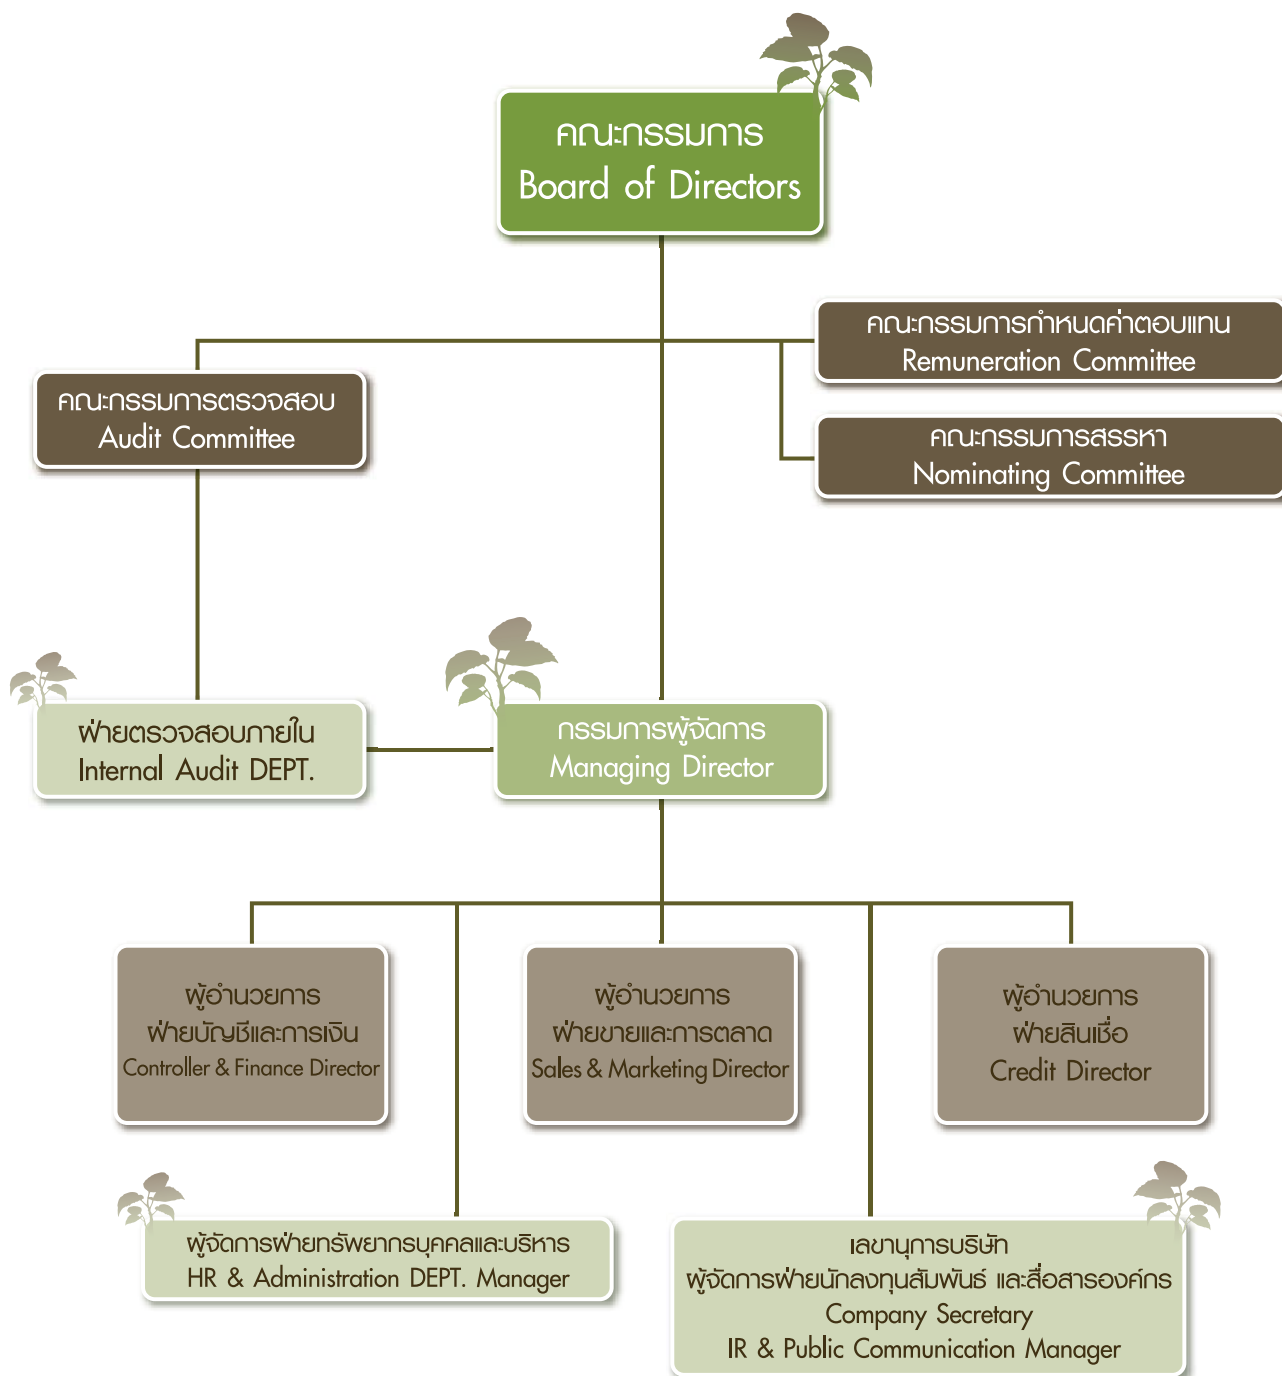 คณะกรรมการ
Board of Directors
คณะกรรมการกำหนดค่าตอบแทน
Remuneration Committee
คณะกรรมการตรวจสอบ
Audit Committee
คณะกรรมการสรรหา
Nominating Committee
ฝ่ายตรวจสอบภายใน
Internal Audit DEPT.
กรรมการผู้จัดการ
Managing Director
ผู้อำนวยการ
ฝ่ายบัญชีและการเงิน
Controller & Finance Director
ผู้อำนวยการ
ฝ่ายขายและการตลาด
Sales & Marketing Director
ผู้อำนวยการ
ฝ่ายสินเชื่อ
Credit Director
ผู้จัดการฝ่ายทรัพยากรบุคคลและบริหาร
HR & Administration DEPT. Manager
เลขานุการบริษัท
ผู้จัดการฝ่ายนักลงทุนสัมพันธ์ และสื่อสารองค์กร
Company Secretary
IR & Public Communication Manager